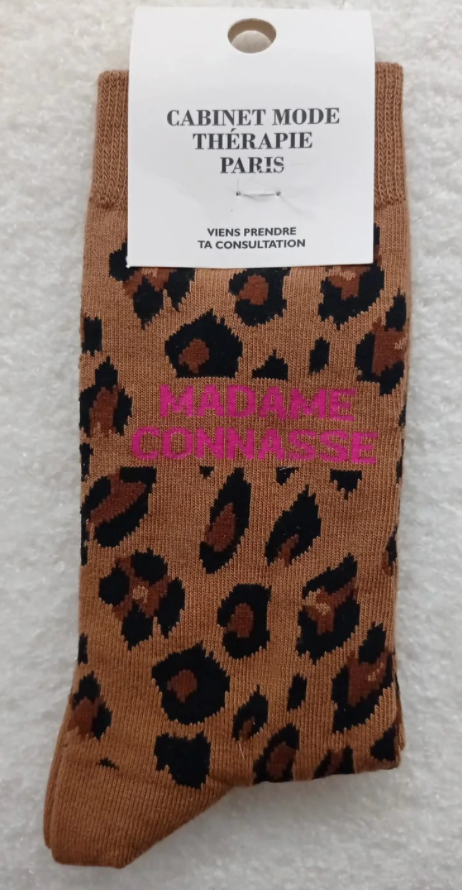 CABINET MODE
THÉRAPIE
PARIS
VIENS PRENDRE
TA CONSULTATION
MADAME
CONNASSE